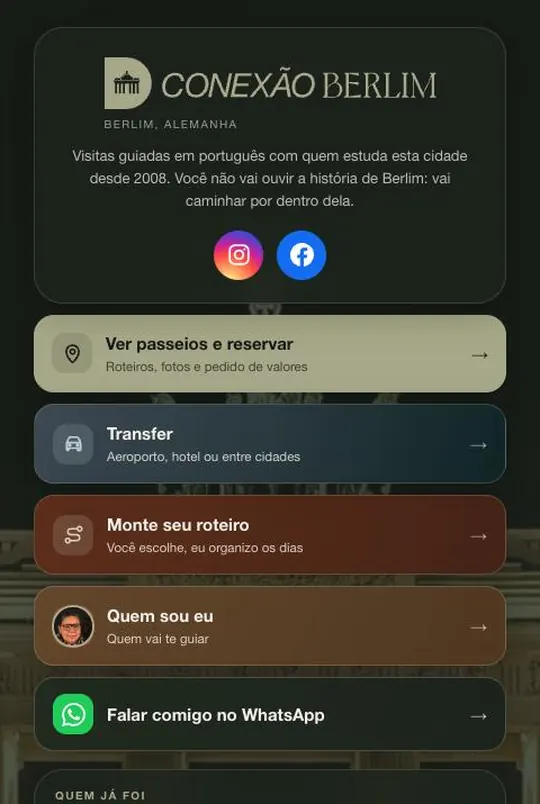 CONEXÃO BERLIM
BERLIM, ALEMANHA
Visitas guiadas em português com quem estuda esta cidade
desde 2008. Você não vai ouvir a história de Berlim: vai
caminhar por dentro dela.
Ver passeios e reservar
Roteiros, fotos e pedido de valores
Transfer
Aeroporto, hotel ou entre cidades
Monte seu roteiro
Você escolhe, eu organizo os dias
Quem sou eu
Quem vai te guiar
Falar comigo no WhatsApp
QUEM JÁ FOI